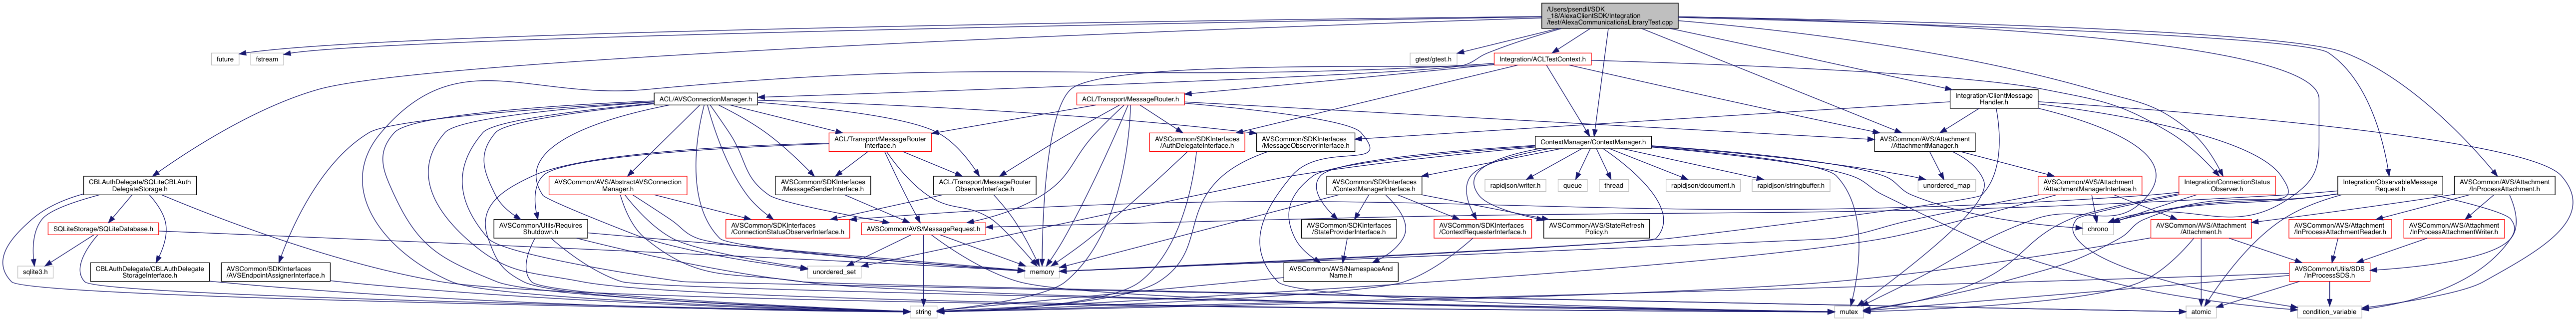 /Users/psendil/SDK
_18/AlexaClientSDK/Integration
/test/AlexaCommunicationsLibraryTest.cpp
future
fstream
gtest/gtest.h
Integration/ACLTestContext.h
ACL/AVSConnectionManager.h
ACL/Transport/MessageRouter.h
Integration/ClientMessage
Handler.h
ACL/Transport/MessageRouter
Interface.h
AVSCommon/SDKInterfaces
/AuthDelegateInterface.h
AVSCommon/SDKInterfaces
/MessageObserverInterface.h
ContextManager/ContextManager.h
AVSCommon/AVS/Attachment
/AttachmentManager.h
CBLAuthDelegate/SQLiteCBLAuth
DelegateStorage.h
AVSCommon/AVS/AbstractAVSConnection
Manager.h
AVSCommon/SDKInterfaces
/MessageSenderInterface.h
ACL/Transport/MessageRouter
ObserverInterface.h
AVSCommon/SDKInterfaces
/ContextManagerInterface.h
rapidjson/writer.h
queue
thread
rapidjson/document.h
rapidjson/stringbuffer.h
unordered_map
AVSCommon/AVS/Attachment
/AttachmentManagerInterface.h
Integration/ConnectionStatus
Observer.h
Integration/ObservableMessage
Request.h
AVSCommon/AVS/Attachment
/InProcessAttachment.h
SQLiteStorage/SQLiteDatabase.h
AVSCommon/Utils/Requires
Shutdown.h
AVSCommon/SDKInterfaces
/ConnectionStatusObserverInterface.h
AVSCommon/AVS/MessageRequest.h
AVSCommon/SDKInterfaces
/StateProviderInterface.h
AVSCommon/SDKInterfaces
/ContextRequesterInterface.h
AVSCommon/AVS/StateRefresh
Policy.h
chrono
AVSCommon/AVS/Attachment
/Attachment.h
AVSCommon/AVS/Attachment
/InProcessAttachmentReader.h
AVSCommon/AVS/Attachment
/InProcessAttachmentWriter.h
sqlite3.h
CBLAuthDelegate/CBLAuthDelegate
StorageInterface.h
AVSCommon/SDKInterfaces
/AVSEndpointAssignerInterface.h
unordered_set
memory
AVSCommon/AVS/NamespaceAnd
Name.h
AVSCommon/Utils/SDS
/InProcessSDS.h
string
mutex
atomic
condition_variable